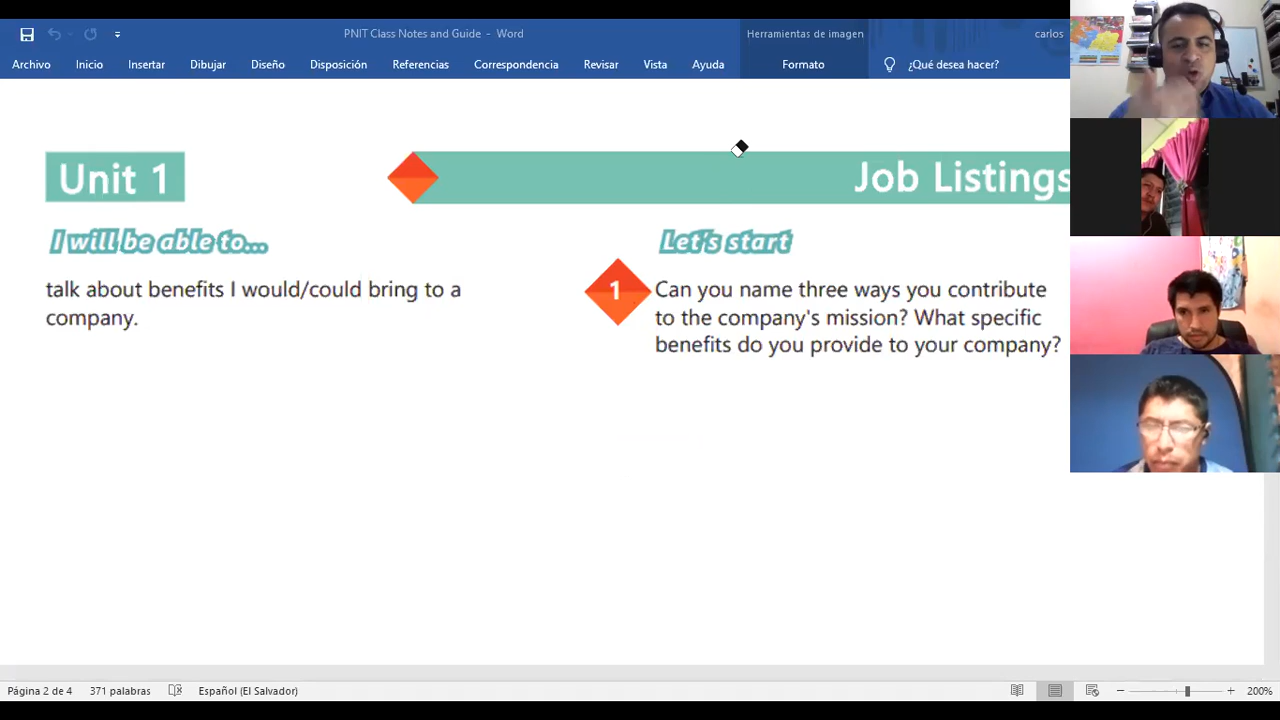 PNIT Class Notes and Guide - Word
Herramientas de imagen
carlos
Archivo Inicio Insertar Dibujar Diseño Disposición Referencias Correspondencia Revisar Vista Ayuda Formato ¿Qué desea hacer?
Unit 1
Job Listings
I will be able to...
talk about benefits I would/could bring to a
company.
Let's start
1
Can you name three ways you contribute
to the company's mission? What specific
benefits do you provide to your company?
Página 2 de 4 371 palabras Español (El Salvador) 200%